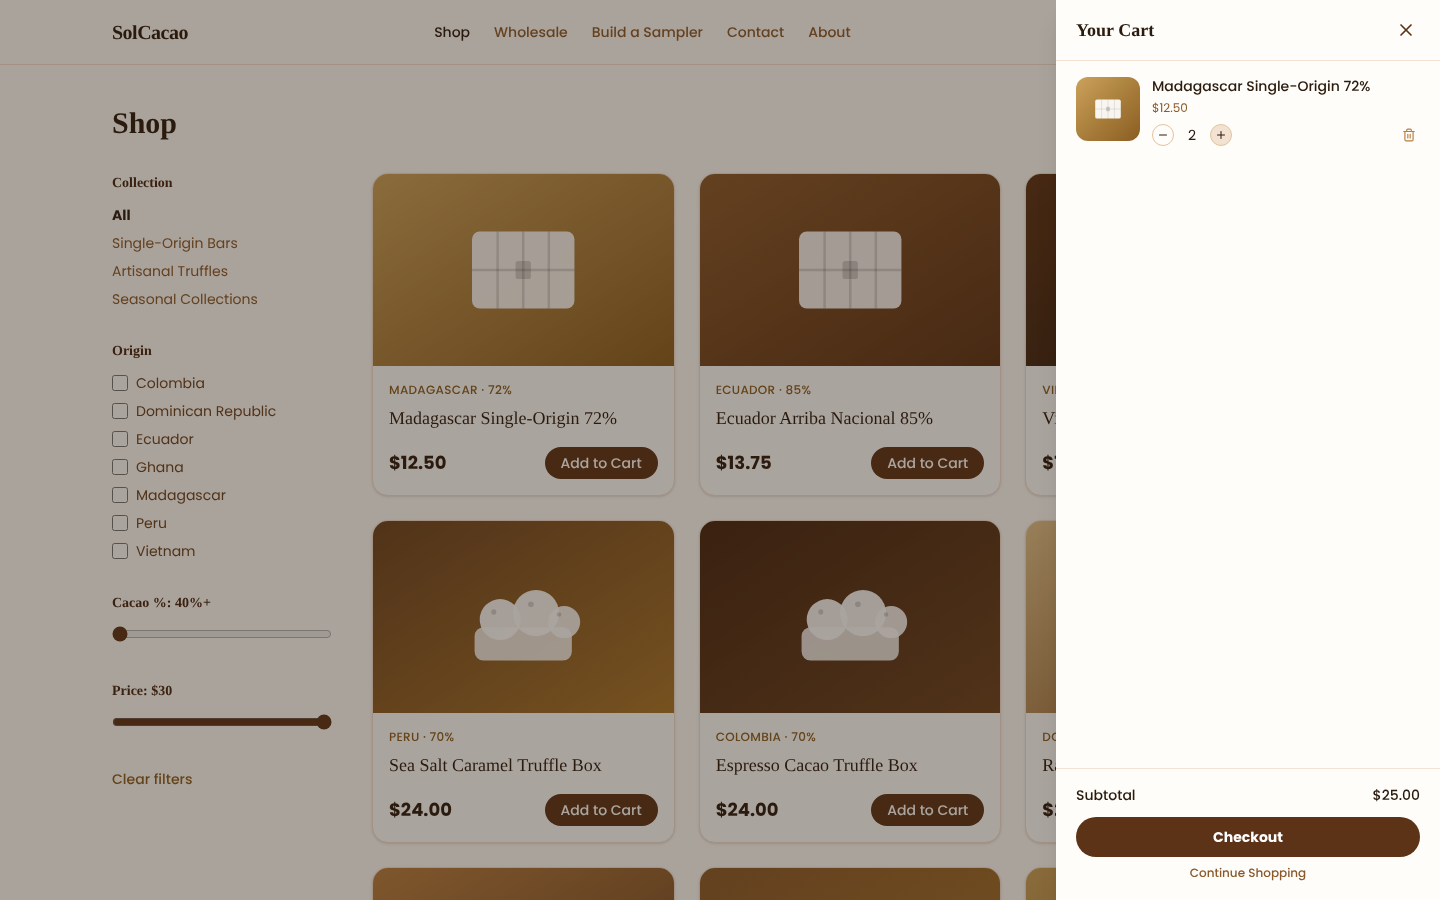 SolCacao
Shop
Wholesale
Build a Sampler
Contact
About
Shop
Collection
All
Single-Origin Bars
Artisanal Truffles
Seasonal Collections
Origin
Colombia
Dominican Republic
Ecuador
Ghana
Madagascar
Peru
Vietnam
Cacao %: 40%+
Price: $30
Clear filters
MADAGASCAR · 72%
Madagascar Single-Origin 72%
$12.50
Add to Cart
ECUADOR · 85%
Ecuador Arriba Nacional 85%
$13.75
Add to Cart
PERU · 70%
Sea Salt Caramel Truffle Box
$24.00
Add to Cart
COLOMBIA · 70%
Espresso Cacao Truffle Box
$24.00
Add to Cart
Your Cart
Madagascar Single-Origin 72%
$12.50
2
Subtotal
$25.00
Checkout
Continue Shopping